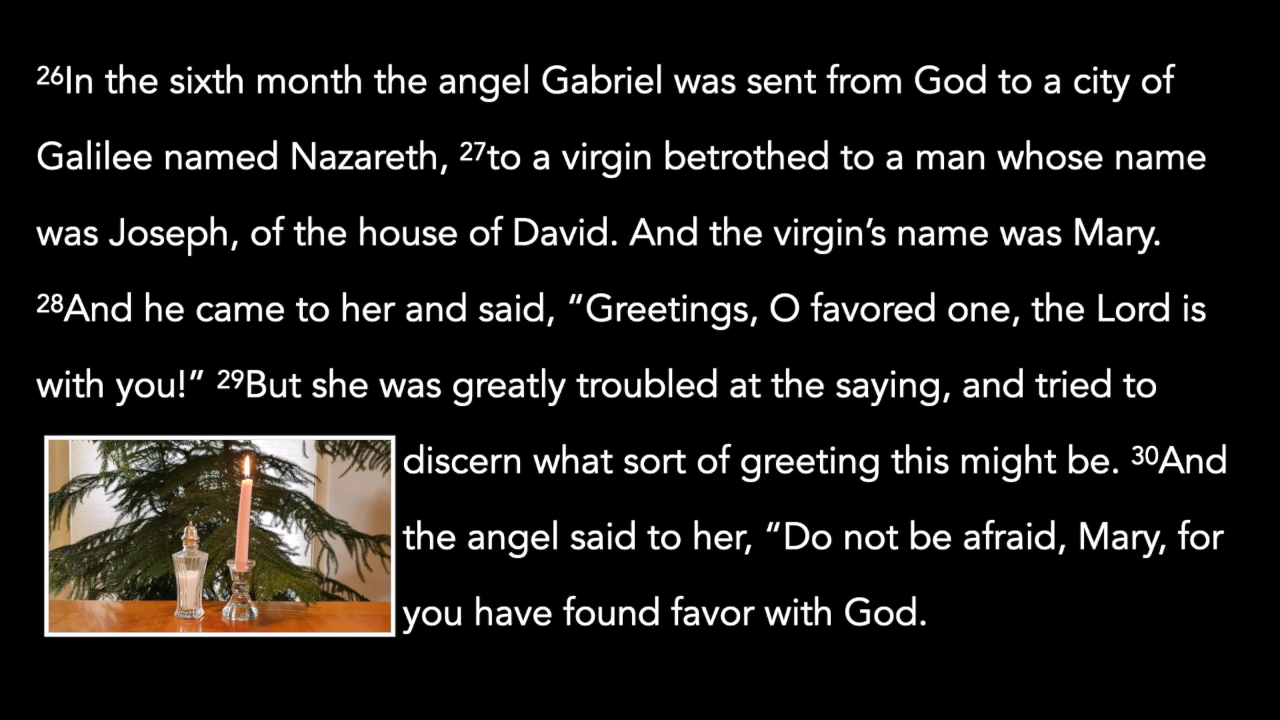 26In the sixth month the angel Gabriel was sent from God to a city of
Galilee named Nazareth, 27to a virgin betrothed to a man whose name
was Joseph, of the house of David. And the virgin’s name was Mary.
28And he came to her and said, “Greetings, O favored one, the Lord is
with you!” 29But she was greatly troubled at the saying, and tried to
discern what sort of greeting this might be. 30And
the angel said to her, “Do not be afraid, Mary, for
you have found favor with God.